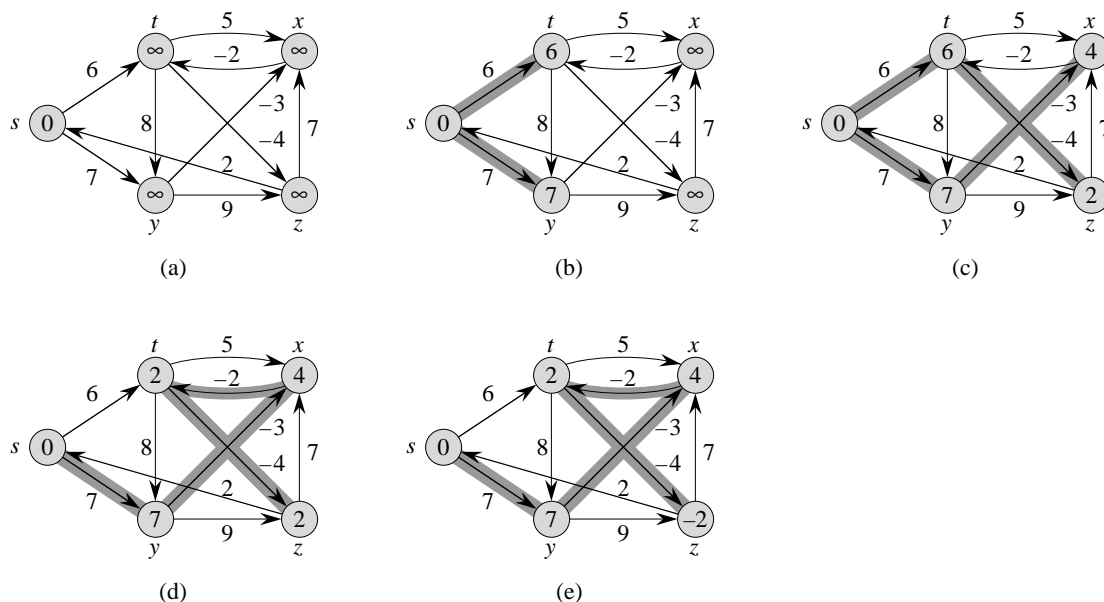 t 5 x
∞ –2 ∞
6
–3
s 0 8 7
–4
7 2
∞ 9 ∞
y z
(a)
t 5 x
6 –2 ∞
6
–3
s 0 8 7
–4
7 2
7 9 ∞
y z
(b)
t 5 x
6 –2 4
6
–3
s 0 8 7
–4
7 2
7 9 2
y z
(c)
t 5 x
2 –2 4
6
–3
s 0 8 7
–4
7 2
7 9 2
y z
(d)
t 5 x
2 –2 4
6
–3
s 0 8 7
–4
7 2
7 9 –2
y z
(e)